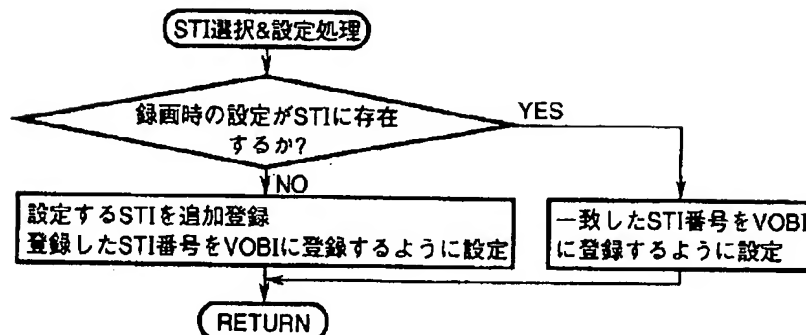 STI選択&設定処理
録画時の設定がSTIに存在
するか?
YES
NO
設定するSTIを追加登録
登録したSTI番号をVOBIに登録するように設定
一致したSTI番号をVOBI
に登録するように設定
RETURN